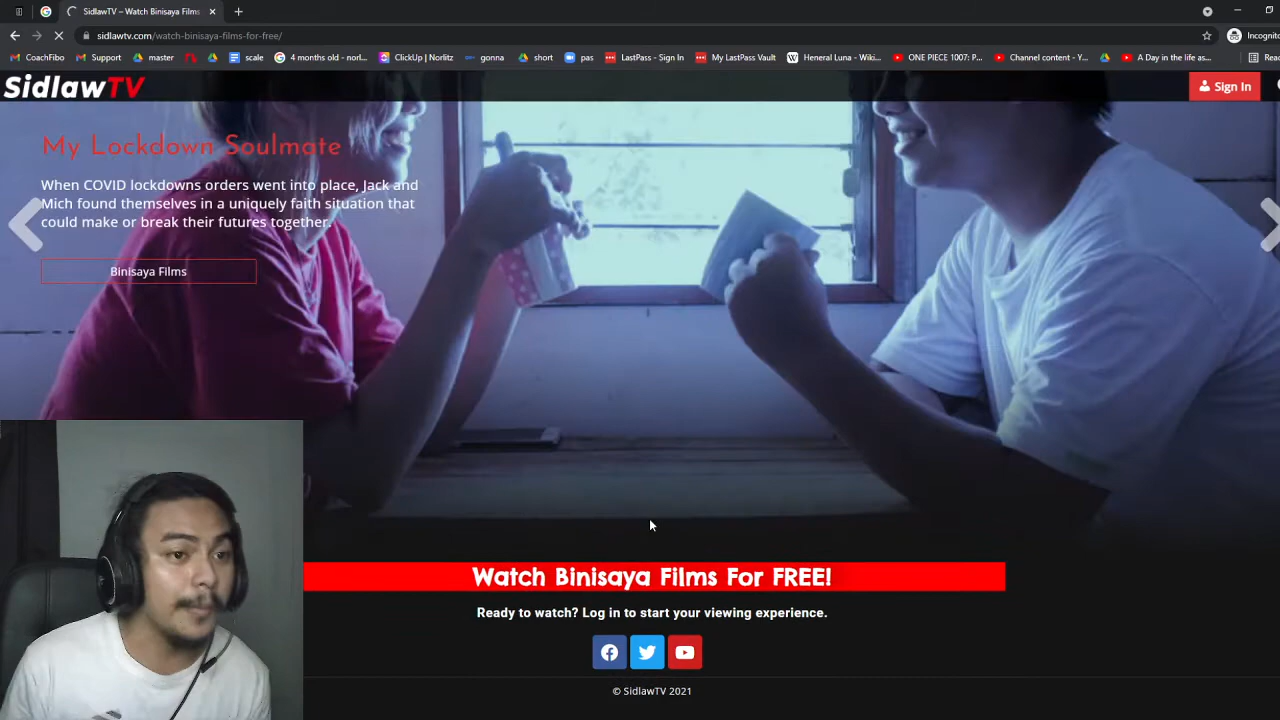 SidlawTV – Watch Binisaya Films
sidlawtv.com/watch-binisaya-films-for-free/
Incognito
CoachFibo
Support
master
scale
4 months old - norl...
ClickUp | Norlitz
gonna
short
pas
LastPass - Sign In
My LastPass Vault
Heneral Luna - Wiki...
ONE PIECE 1007: P...
Channel content - Y...
A Day in the life as...
Rea
SidlawTV
Sign In
My Lockdown Soulmate
When COVID lockdowns orders went into place, Jack and
Mich found themselves in a uniquely faith situation that
could make or break their futures together.
Binisaya Films
Watch Binisaya Films For FREE!
Ready to watch? Log in to start your viewing experience.
© SidlawTV 2021